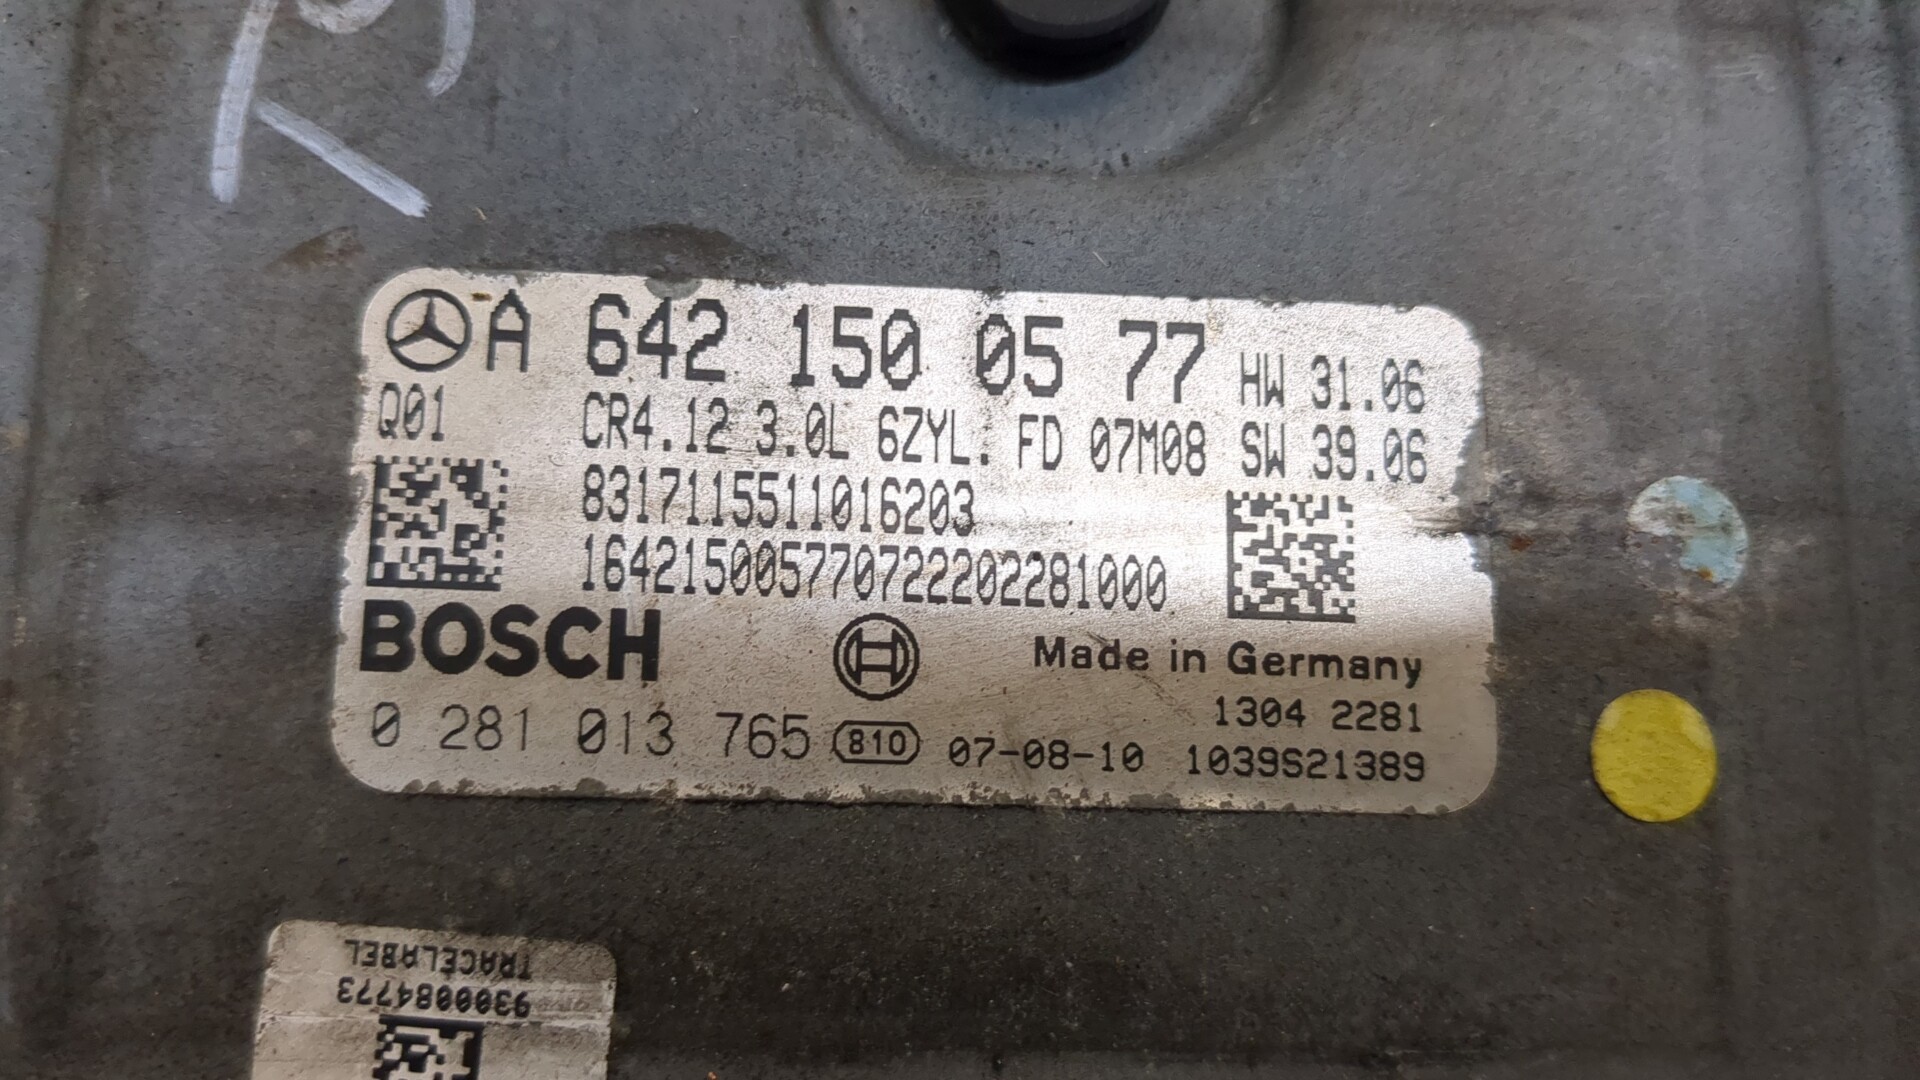 A 642 150 05 77 HW 31.06
Q01 CR4.12 3.0L 6ZYL. FD 07M08 SW 39.06
8317115511016203
164215005770722202281000
BOSCH Made in Germany
1304 2281
0 281 013 765 810 07-08-10 1039S21389
TRACELABEL
9300084773